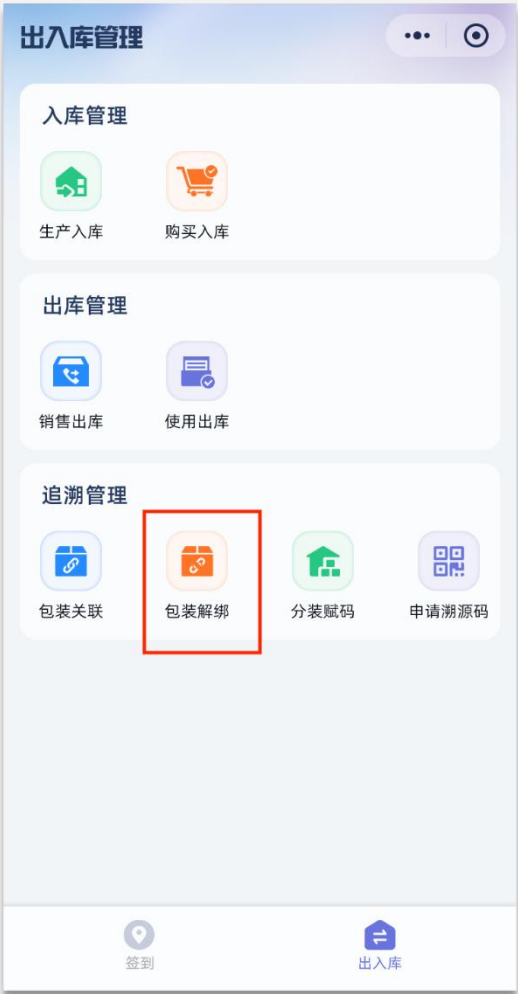 出入库管理
入库管理
生产入库 购买入库
出库管理
销售出库 使用出库
追溯管理
包装关联 包装解绑 分装赋码 申请溯源码
签到 出入库